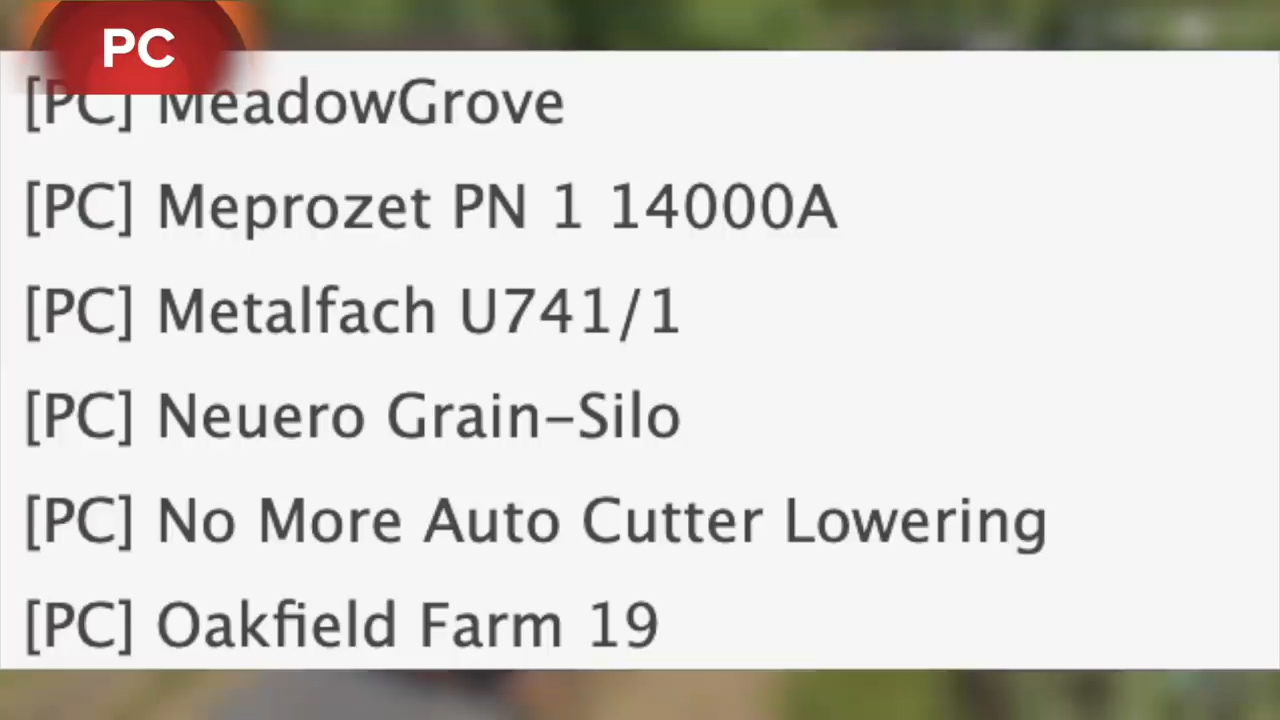 PC
[PC] MeadowGrove
[PC] Meprozet PN 1 14000A
[PC] Metalfach U741/1
[PC] Neuero Grain-Silo
[PC] No More Auto Cutter Lowering
[PC] Oakfield Farm 19